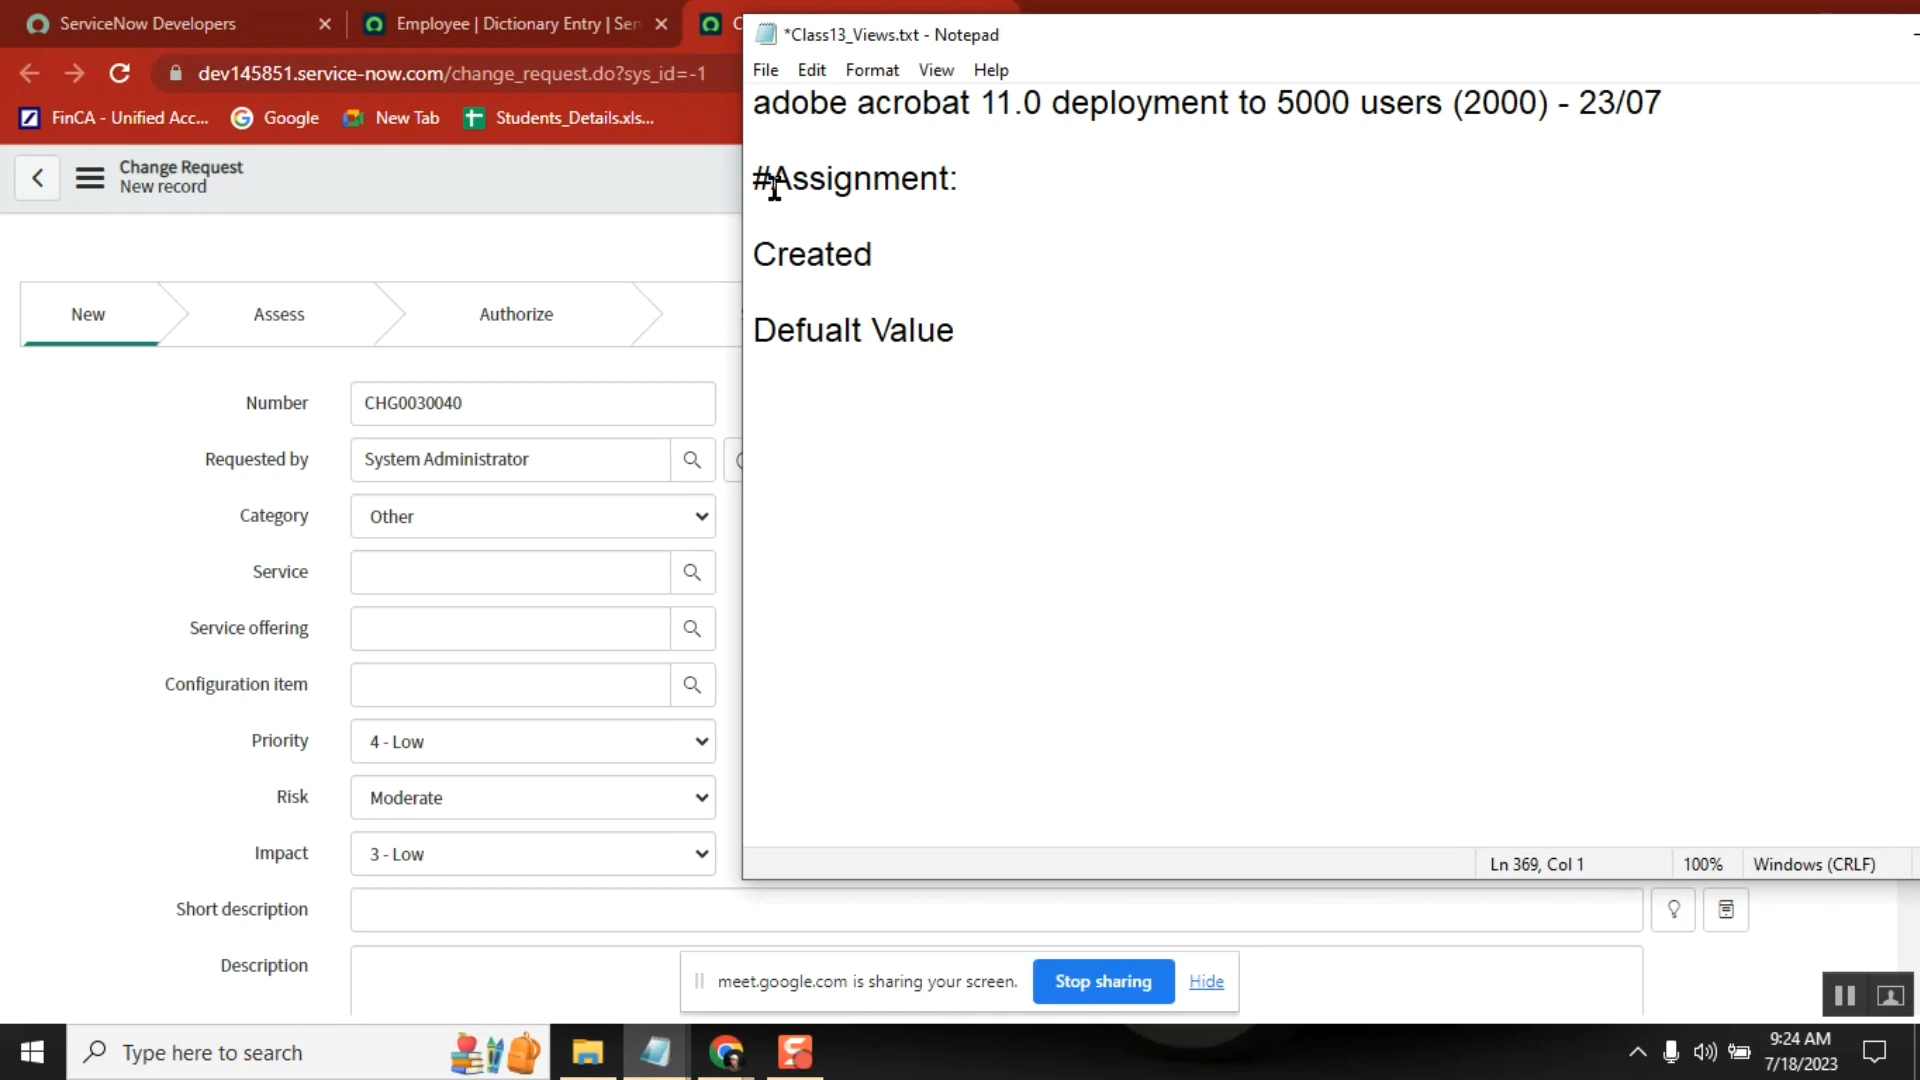 ServiceNow Developers
Employee | Dictionary Entry | Ser
C
*Class13_Views.txt - Notepad
dev145851.service-now.com/change_request.do?sys_id=-1
File Edit Format View Help
FinCA - Unified Acc...
Google
New Tab
Students_Details.xls...
adobe acrobat 11.0 deployment to 5000 users (2000) - 23/07
#Assignment:
Created
Defualt Value
Change Request
New record
New
Assess
Authorize
Number
CHG0030040
Requested by
System Administrator
Category
Other
Service
Service offering
Configuration item
Priority
4 - Low
Risk
Moderate
Impact
3 - Low
Ln 369, Col 1
100%
Windows (CRLF)
Short description
Description
meet.google.com is sharing your screen.
Stop sharing
Hide
Type here to search
9:24 AM
7/18/2023